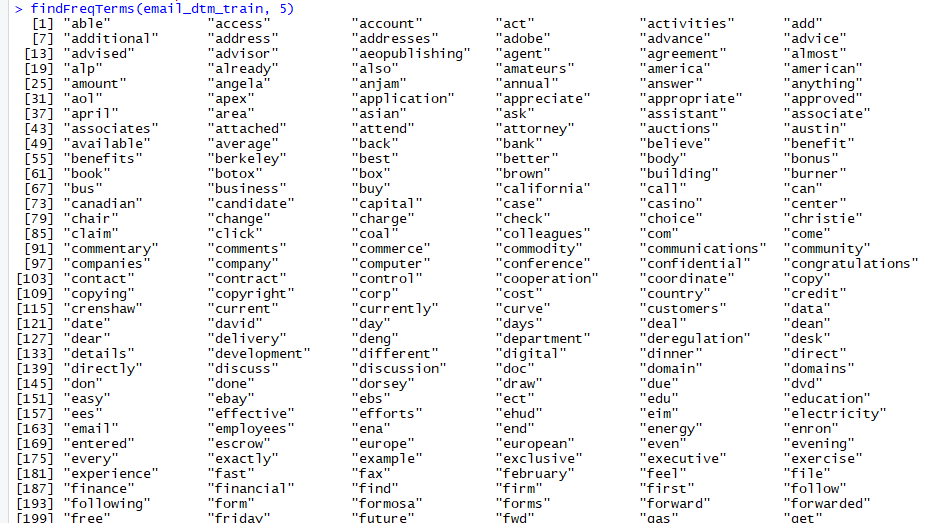 > findFreqTerms(email_dtm_train, 5)
[1] "able" "access" "account" "act" "activities" "add"
[7] "additional" "address" "addresses" "adobe" "advance" "advice"
[13] "advised" "advisor" "aeopublishing" "agent" "agreement" "almost"
[19] "alp" "already" "also" "amateurs" "america" "american"
[25] "amount" "angela" "anjam" "annual" "answer" "anything"
[31] "aol" "apex" "application" "appreciate" "appropriate" "approved"
[37] "april" "area" "asian" "ask" "assistant" "associate"
[43] "associates" "attached" "attend" "attorney" "auctions" "austin"
[49] "available" "average" "back" "bank" "believe" "benefit"
[55] "benefits" "berkeley" "best" "better" "body" "bonus"
[61] "book" "botox" "box" "brown" "building" "burner"
[67] "bus" "business" "buy" "california" "call" "can"
[73] "canadian" "candidate" "capital" "case" "casino" "center"
[79] "chair" "change" "charge" "check" "choice" "christie"
[85] "claim" "click" "coal" "colleagues" "com" "come"
[91] "commentary" "comments" "commerce" "commodity" "communications" "community"
[97] "companies" "company" "computer" "conference" "confidential" "congratulations"
[103] "contact" "contract" "control" "cooperation" "coordinate" "copy"
[109] "copying" "copyright" "corp" "cost" "country" "credit"
[115] "crenshaw" "current" "currently" "curve" "customers" "data"
[121] "date" "david" "day" "days" "deal" "dean"
[127] "dear" "delivery" "deng" "department" "deregulation" "desk"
[133] "details" "development" "different" "digital" "dinner" "direct"
[139] "directly" "discuss" "discussion" "doc" "domain" "domains"
[145] "don" "done" "dorsey" "draw" "due" "dvd"
[151] "easy" "ebay" "ebs" "ect" "edu" "education"
[157] "ees" "effective" "efforts" "ehud" "eim" "electricity"
[163] "email" "employees" "ena" "end" "energy" "enron"
[169] "entered" "escrow" "europe" "european" "even" "evening"
[175] "every" "exactly" "example" "exclusive" "executive" "exercise"
[181] "experience" "fast" "fax" "february" "feel" "file"
[187] "finance" "financial" "find" "firm" "first" "follow"
[193] "following" "form" "formosa" "forms" "forward" "forwarded"
[199] "free" "friday" "future" "fwd" "gas" "get"